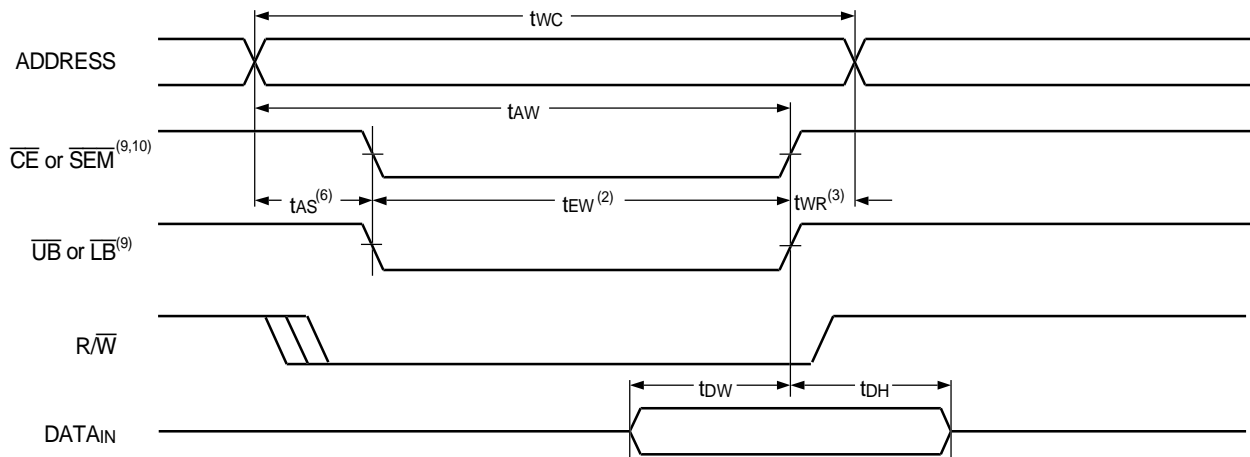 tWC
ADDRESS
tAW
CE or SEM(9,10)
tAS(6)
tEW(2)
tWR(3)
UB or LB(9)
R/W
tDW
tDH
DATAIN